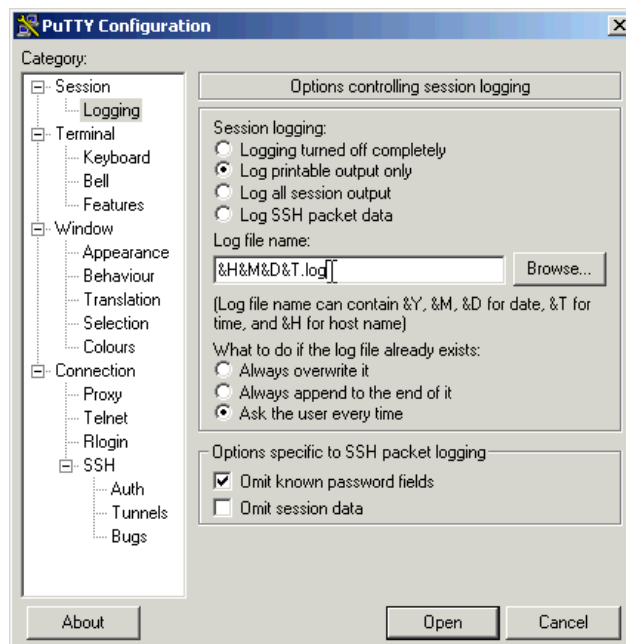 PuTTY Configuration
Category:
Session
Logging
Terminal
Keyboard
Bell
Features
Window
Appearance
Behaviour
Translation
Selection
Colours
Connection
Proxy
Telnet
Rlogin
SSH
Auth
Tunnels
Bugs
Options controlling session logging
Session logging:
Logging turned off completely
Log printable output only
Log all session output
Log SSH packet data
Log file name:
&H&M&D&T.log
Browse...
(Log file name can contain &Y, &M, &D for date, &T for
time, and &H for host name)
What to do if the log file already exists:
Always overwrite it
Always append to the end of it
Ask the user every time
Options specific to SSH packet logging
Omit known password fields
Omit session data
About
Open
Cancel